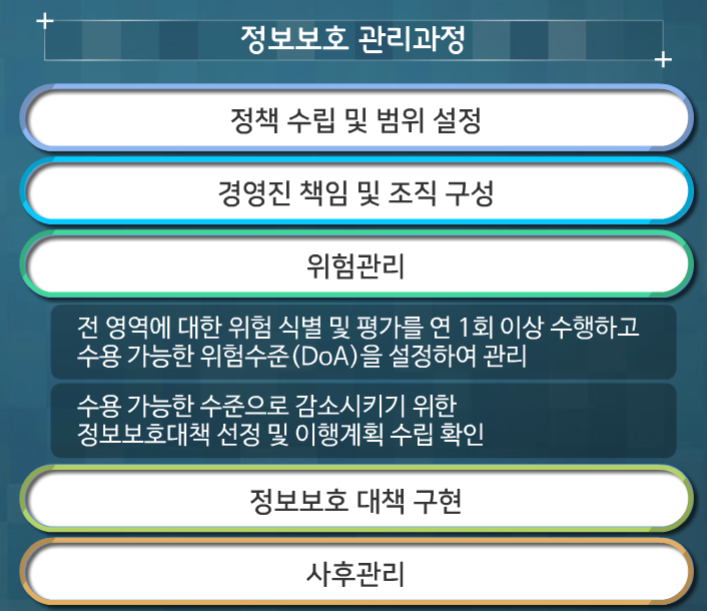 정보보호 관리과정
정책 수립 및 범위 설정
경영진 책임 및 조직 구성
위험관리
전 영역에 대한 위험 식별 및 평가를 연 1회 이상 수행하고
수용 가능한 위험수준(DoA)을 설정하여 관리
수용 가능한 수준으로 감소시키기 위한
정보보호대책 선정 및 이행계획 수립 확인
정보보호 대책 구현
사후관리